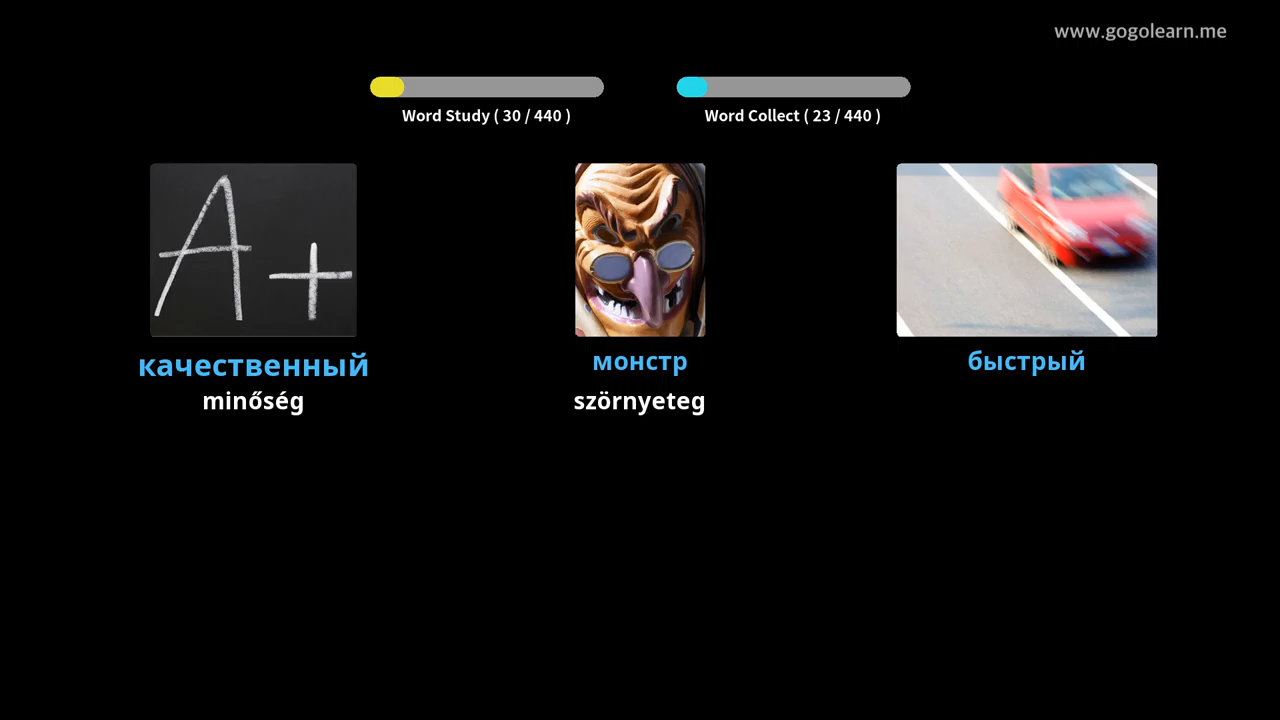 www.gogolearn.me
Word Study ( 30 / 440 )
Word Collect ( 23 / 440 )
A+
качественный
minőség
монстр
szörnyeteg
быстрый